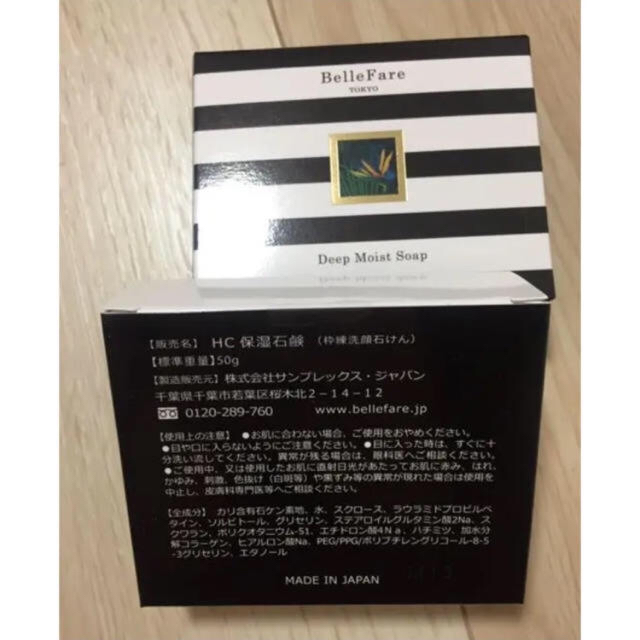 BelleFare
TOKYO
Deep Moist Soap
【販売名】 HC 保湿石鹸 （枠練洗顔石けん）
【標準重量】50g
【製造販売元】株式会社サンプレックス・ジャパン
千葉県千葉市若葉区桜木北2－14－12
0120-289-760 www.bellefare.jp
【使用上の注意】 ●お肌に合わない場合、ご使用をおやめください。
●目や口に入らないようにご注意ください。●目に入った時は、すぐに十
分洗い流してください。異常が残る場合は、眼科医へご相談ください。
●ご使用中、又は使用したお肌に直射日光があたってお肌に赤み、はれ、
かゆみ、刺激、色抜け（白斑等）や黒ずみ等の異常が現れた場合は使用を
中止し、皮膚科専門医等へご相談ください。
【全成分】 カリ含有石ケン素地、水、スクロース、ラウラミドプロピルベ
タイン、ソルビトール、グリセリン、ステアロイルグルタミン酸2Na、ス
クワラン、ポリクオタニウム-51、エチドロン酸4Na、ハチミツ、加水分
解コラーゲン、ヒアルロン酸Na、PEG/PPG/ポリブチレングリコール-8-5
-3グリセリン、エタノール
MADE IN JAPAN